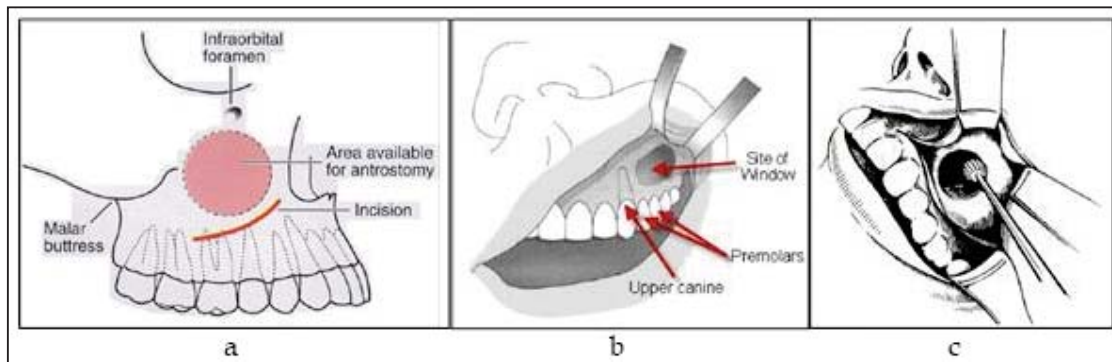 Infraorbital
foramen
Area available
for antrostomy
Incision
Malar
buttress
a
Site of
Window
Premolars
Upper canine
b
c